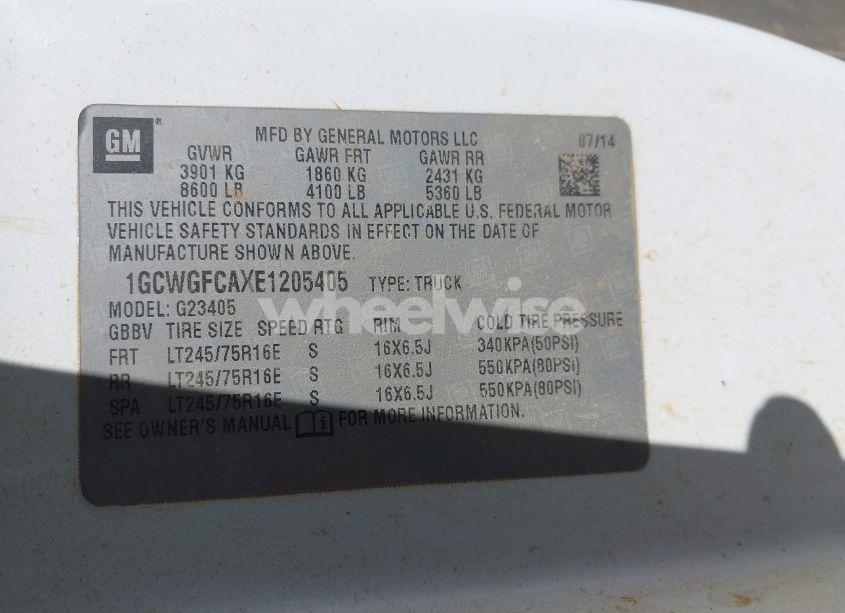 GM ®
MFD BY GENERAL MOTORS LLC 07/14
GVWR GAWR FRT GAWR RR
3901 KG 1860 KG 2431 KG
8600 LB 4100 LB 5360 LB
THIS VEHICLE CONFORMS TO ALL APPLICABLE U.S. FEDERAL MOTOR
VEHICLE SAFETY STANDARDS IN EFFECT ON THE DATE OF
MANUFACTURE SHOWN ABOVE.
1GCWGFCAXE1205405 TYPE: TRUCK
wheelwise
MODEL: G23405
GBBV TIRE SIZE SPEED RTG RIM COLD TIRE PRESSURE
FRT LT245/75R16E S 16X6.5J 340KPA(50PSI)
RR LT245/75R16E S 16X6.5J 550KPA(80PSI)
SPA LT245/75R16E S 16X6.5J 550KPA(80PSI)
SEE OWNER'S MANUAL FOR MORE INFORMATION.